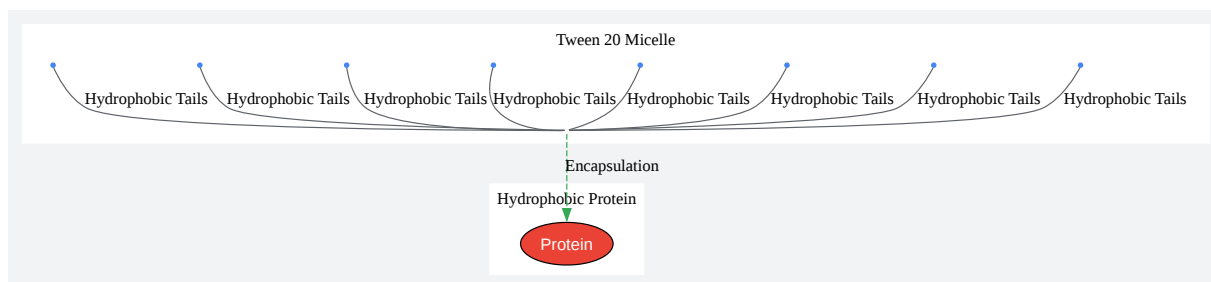 Tween 20 Micelle
Hydrophobic Tails Hydrophobic Tails Hydrophobic Tails Hydrophobic Tails Hydrophobic Tails Hydrophobic Tails Hydrophobic Tails Hydrophobic Tails
Encapsulation
Hydrophobic Protein
Protein